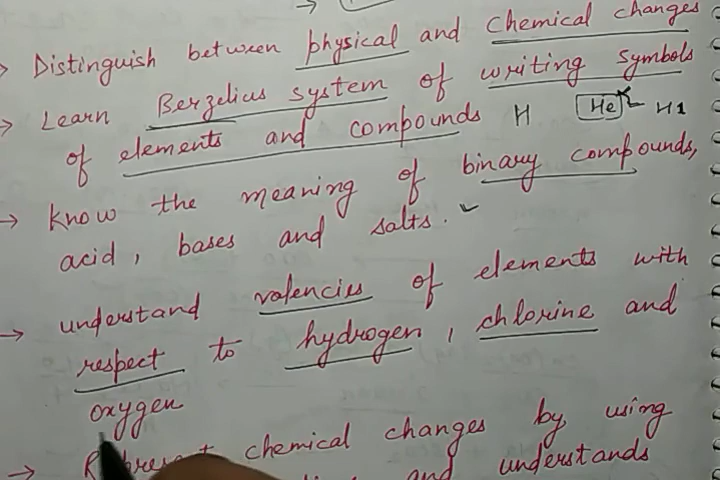 →
→ Distinguish between physical and chemical changes
→ Learn Berzelius system of writing symbols
of elements and compounds H He H1
→ know the meaning of binary compounds,
acid, bases and salts.
→ understand valencies of elements with
respect to hydrogen, chlorine and
oxygen
→ chemical changes by using
and understands